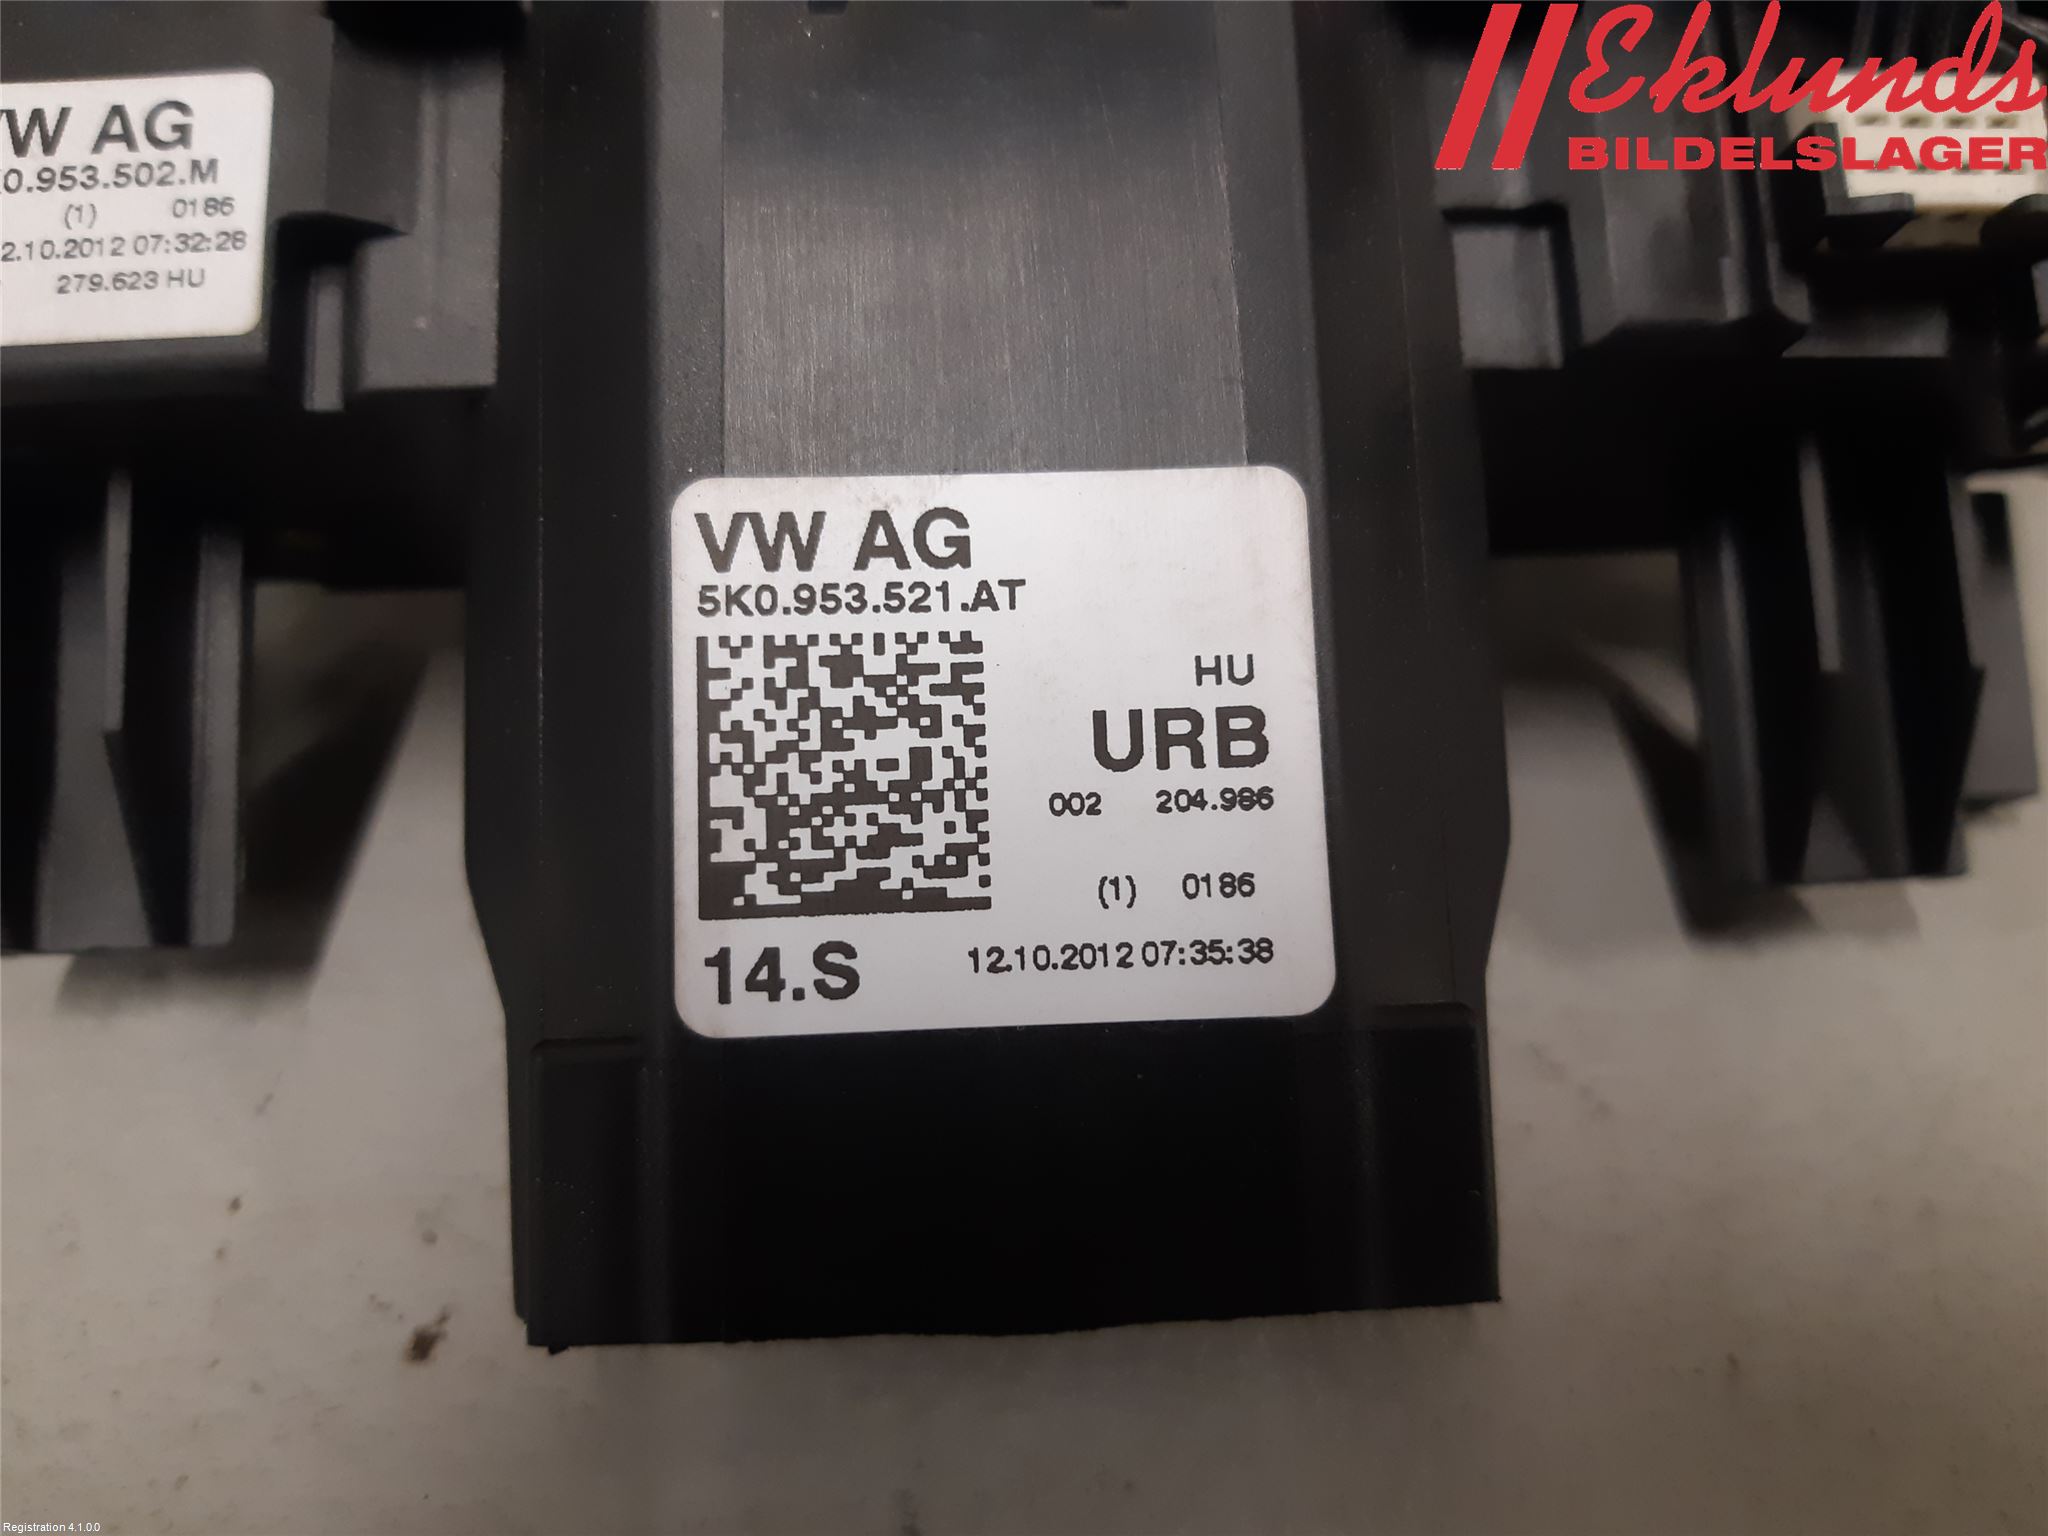 Eklunds
BILDELSLAGER
VW AG
0.953.502.M
(1) 0186
2.10.2012 07:32:28
279.623 HU
VW AG
5K0.953.521.AT
HU
URB
002 204.986
(1) 0186
14.S 12.10.2012 07:35:38
Registration 4.1.0.0